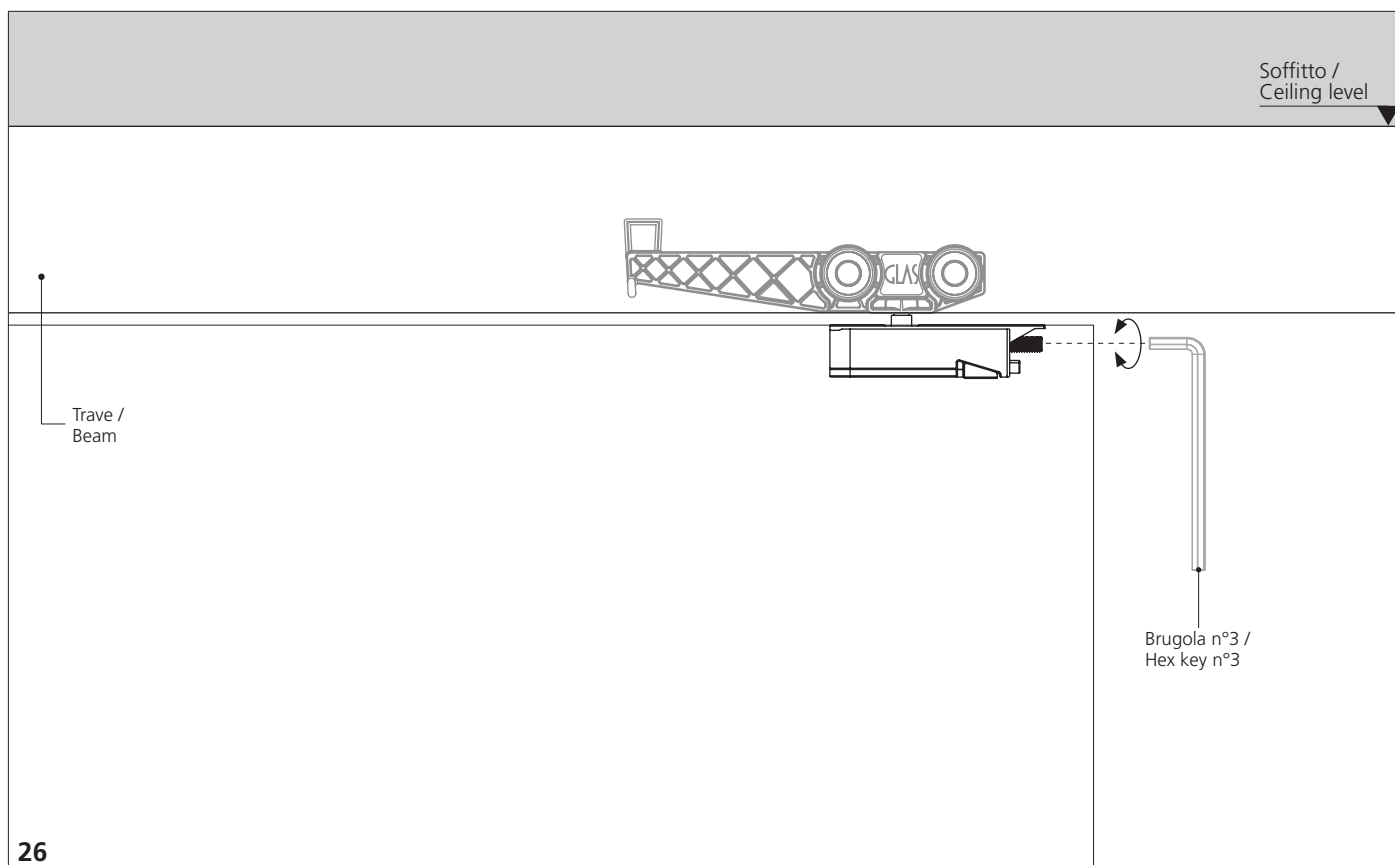 Soffitto /
Ceiling level
GLAS
Trave /
Beam
Brugola n°3 /
Hex key n°3
26